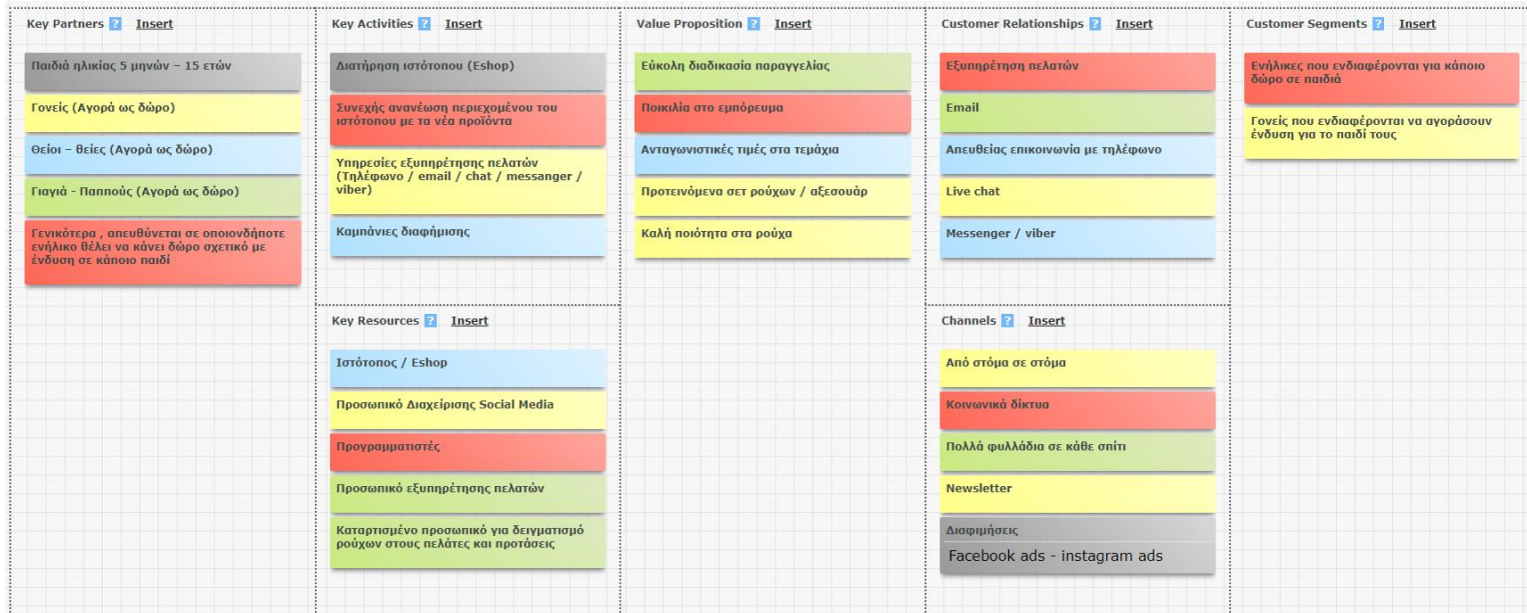 Key Partners ? Insert
Παιδιά ηλικίας 5 μηνών – 15 ετών
Γονείς (Αγορά ως δώρο)
Θείοι – θείες (Αγορά ως δώρο)
Γιαγιά - Παππούς (Αγορά ως δώρο)
Γενικότερα , απευθύνεται σε οποιονδήποτε
ενήλικο θέλει να κάνει δώρο σχετικό με
ένδυση σε κάποιο παιδί
Key Activities ? Insert
Διατήρηση ιστότοπου (Eshop)
Συνεχής ανανέωση περιεχομένου του
ιστότοπου με τα νέα προϊόντα
Υπηρεσίες εξυπηρέτησης πελατών
(Τηλέφωνο / email / chat / messanger /
viber)
Καμπάνιες διαφήμισης
Key Resources ? Insert
Ιστότοπος / Eshop
Προσωπικό Διαχείρισης Social Media
Προγραμματιστές
Προσωπικό εξυπηρέτησης πελατών
Καταρτισμένο προσωπικό για δειγματισμό
ρούχων στους πελάτες και προτάσεις
Value Proposition ? Insert
Εύκολη διαδικασία παραγγελίας
Ποικιλία στο εμπόρευμα
Ανταγωνιστικές τιμές στα τεμάχια
Προτεινόμενα σετ ρούχων / αξεσουάρ
Καλή ποιότητα στα ρούχα
Customer Relationships ? Insert
Εξυπηρέτηση πελατών
Email
Απευθείας επικοινωνία με τηλέφωνο
Live chat
Messenger / viber
Channels ? Insert
Από στόμα σε στόμα
Κοινωνικά δίκτυα
Πολλά φυλλάδια σε κάθε σπίτι
Newsletter
Διαφιμήσεις
Facebook ads - instagram ads
Customer Segments ? Insert
Ενήλικες που ενδιαφέρονται για κάποιο
δώρο σε παιδιά
Γονείς που ενδιαφέρονται να αγοράσουν
ένδυση για το παιδί τους